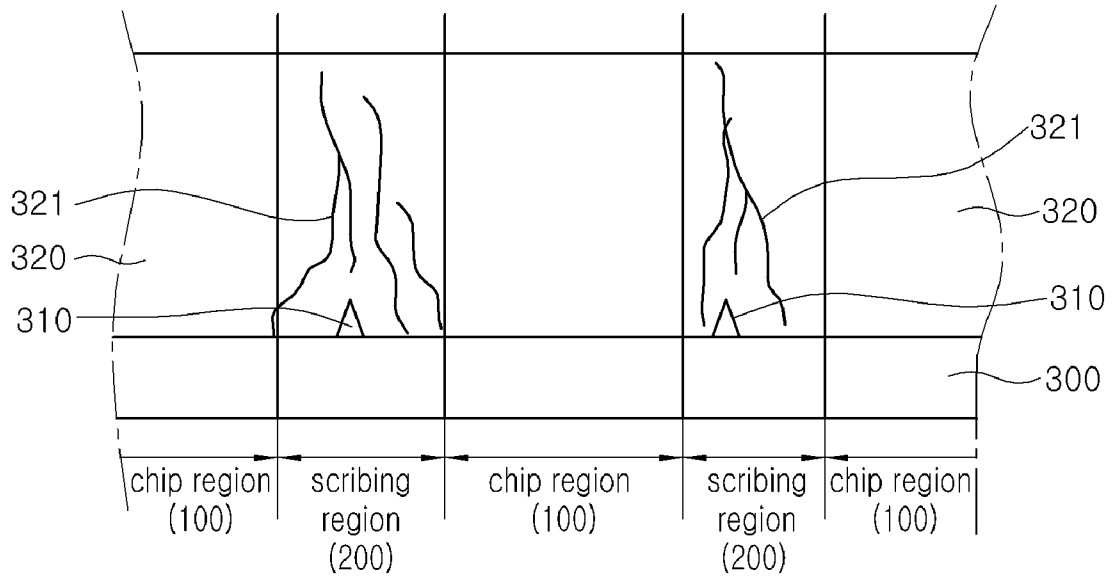 321
321
320
320
310
310
300
chip region
(100)
scribing
region
(200)
chip region
(100)
scribing
region
(200)
chip region
(100)